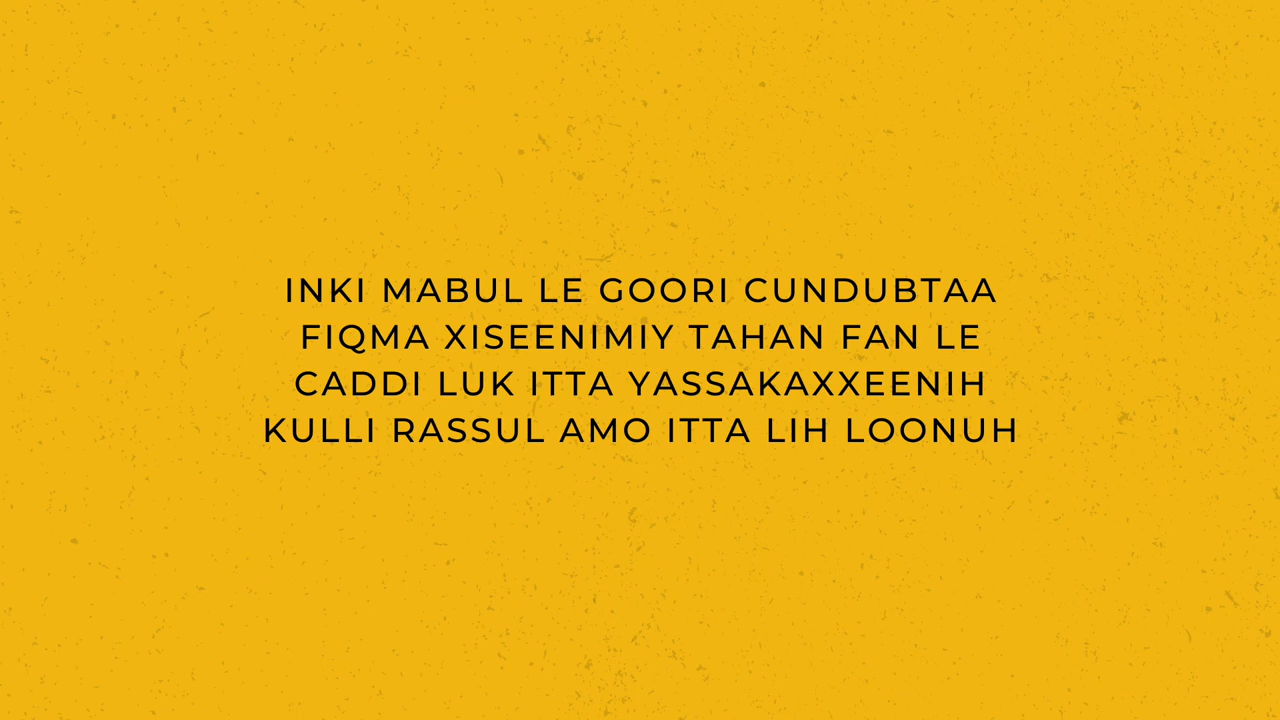 INKI MABUL LE GOORI CUNDUBTAA
FIQMA XISEENIMIY TAHAN FAN LE
CADDI LUK ITTA YASSAKAXXEENIH
KULLI RASSUL AMO ITTA LIH LOONUH